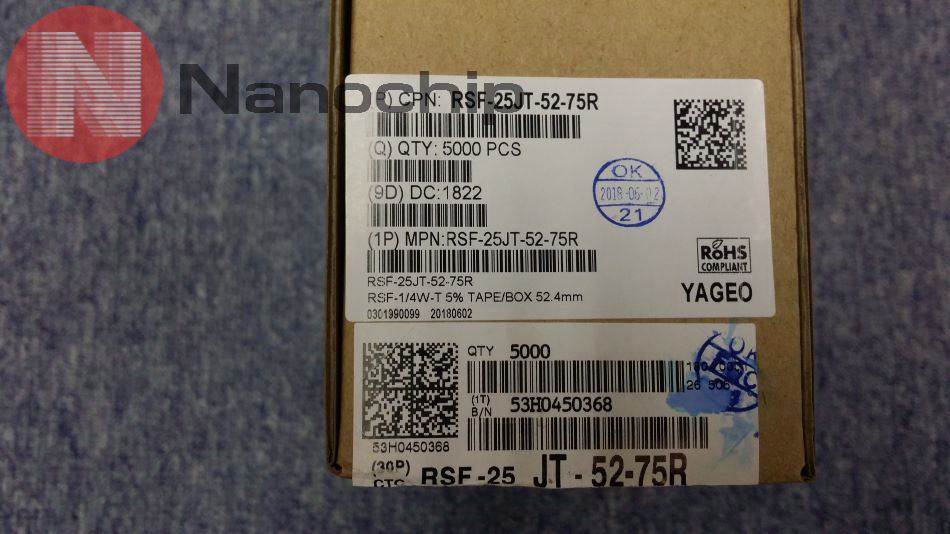 N Nanochip
P) CPN: RSF-25JT-52-75R
(Q) QTY: 5000 PCS
(9D) DC:1822
(1P) MPN:RSF-25JT-52-75R
RSF-25JT-52-75R
RSF-1/4W-T 5% TAPE/BOX 52.4mm
0301990099 20180602
OK
2018-06-02
21
RoHS
COMPLIANT
YAGEO
QTY 5000
(1T)
B/N 53H0450368
53H0450368
(30P)
RSF-25 JT-52-75R
OK